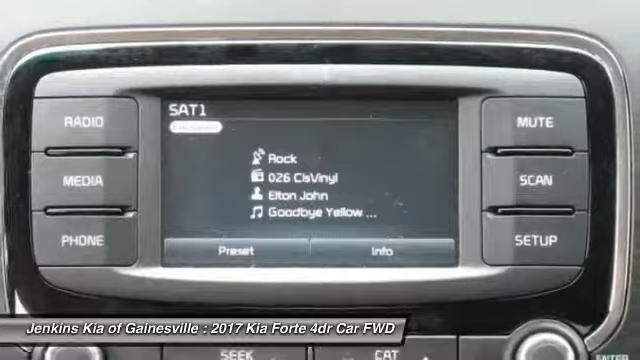 SAT1
RADIO
MUTE
Rock
MEDIA
026 ClsVinyl
SCAN
Elton John
Goodbye Yellow ...
PHONE
Preset
Info
SETUP
Jenkins Kia of Gainesville : 2017 Kia Forte 4dr Car FWD
SEEK
CAT
ENTER